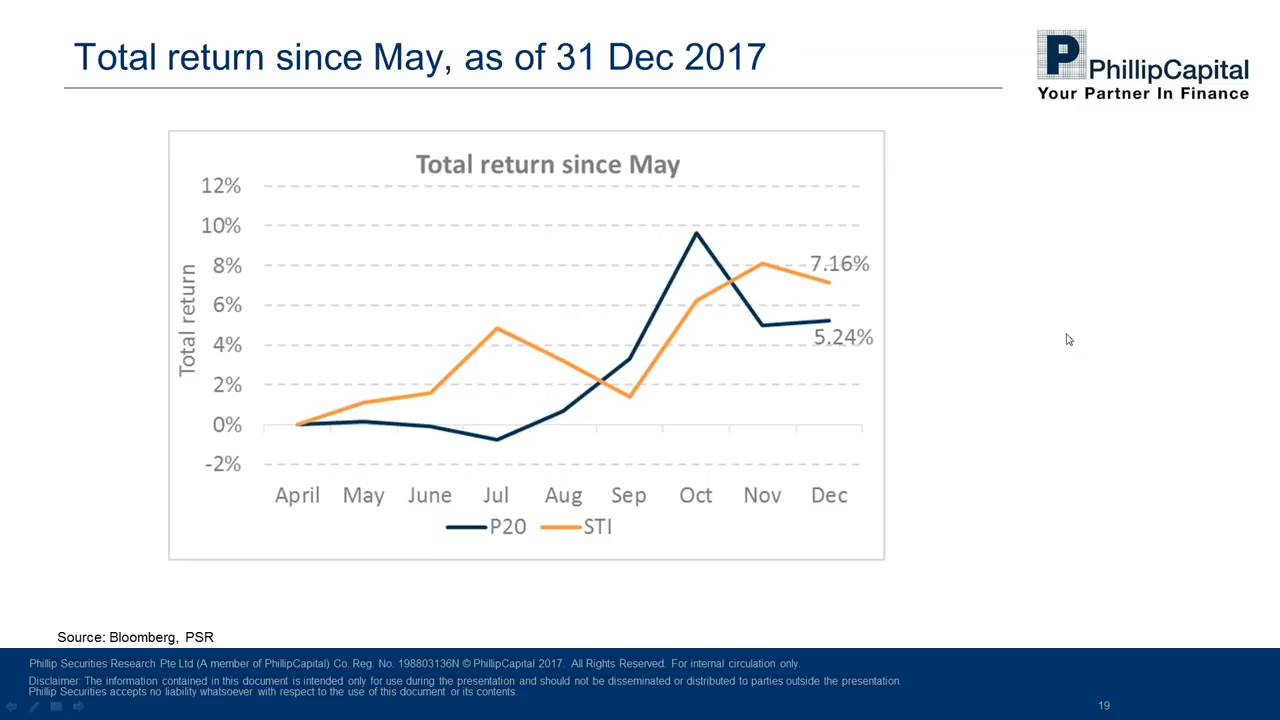 Total return since May, as of 31 Dec 2017
P
PhillipCapital
Your Partner In Finance
Total return since May
Total return
12%
10%
8%
6%
4%
2%
0%
-2%
7.16%
5.24%
April May June Jul Aug Sep Oct Nov Dec
P20 STI
Source: Bloomberg, PSR
Phillip Securities Research Pte Ltd (A member of PhillipCapital) Co. Reg. No. 198803136N © PhillipCapital 2017. All Rights Reserved. For internal circulation only.
Disclaimer: The information contained in this document is intended only for use during the presentation and should not be disseminated or distributed to parties outside the presentation.
Phillip Securities accepts no liability whatsoever with respect to the use of this document or its contents.
19